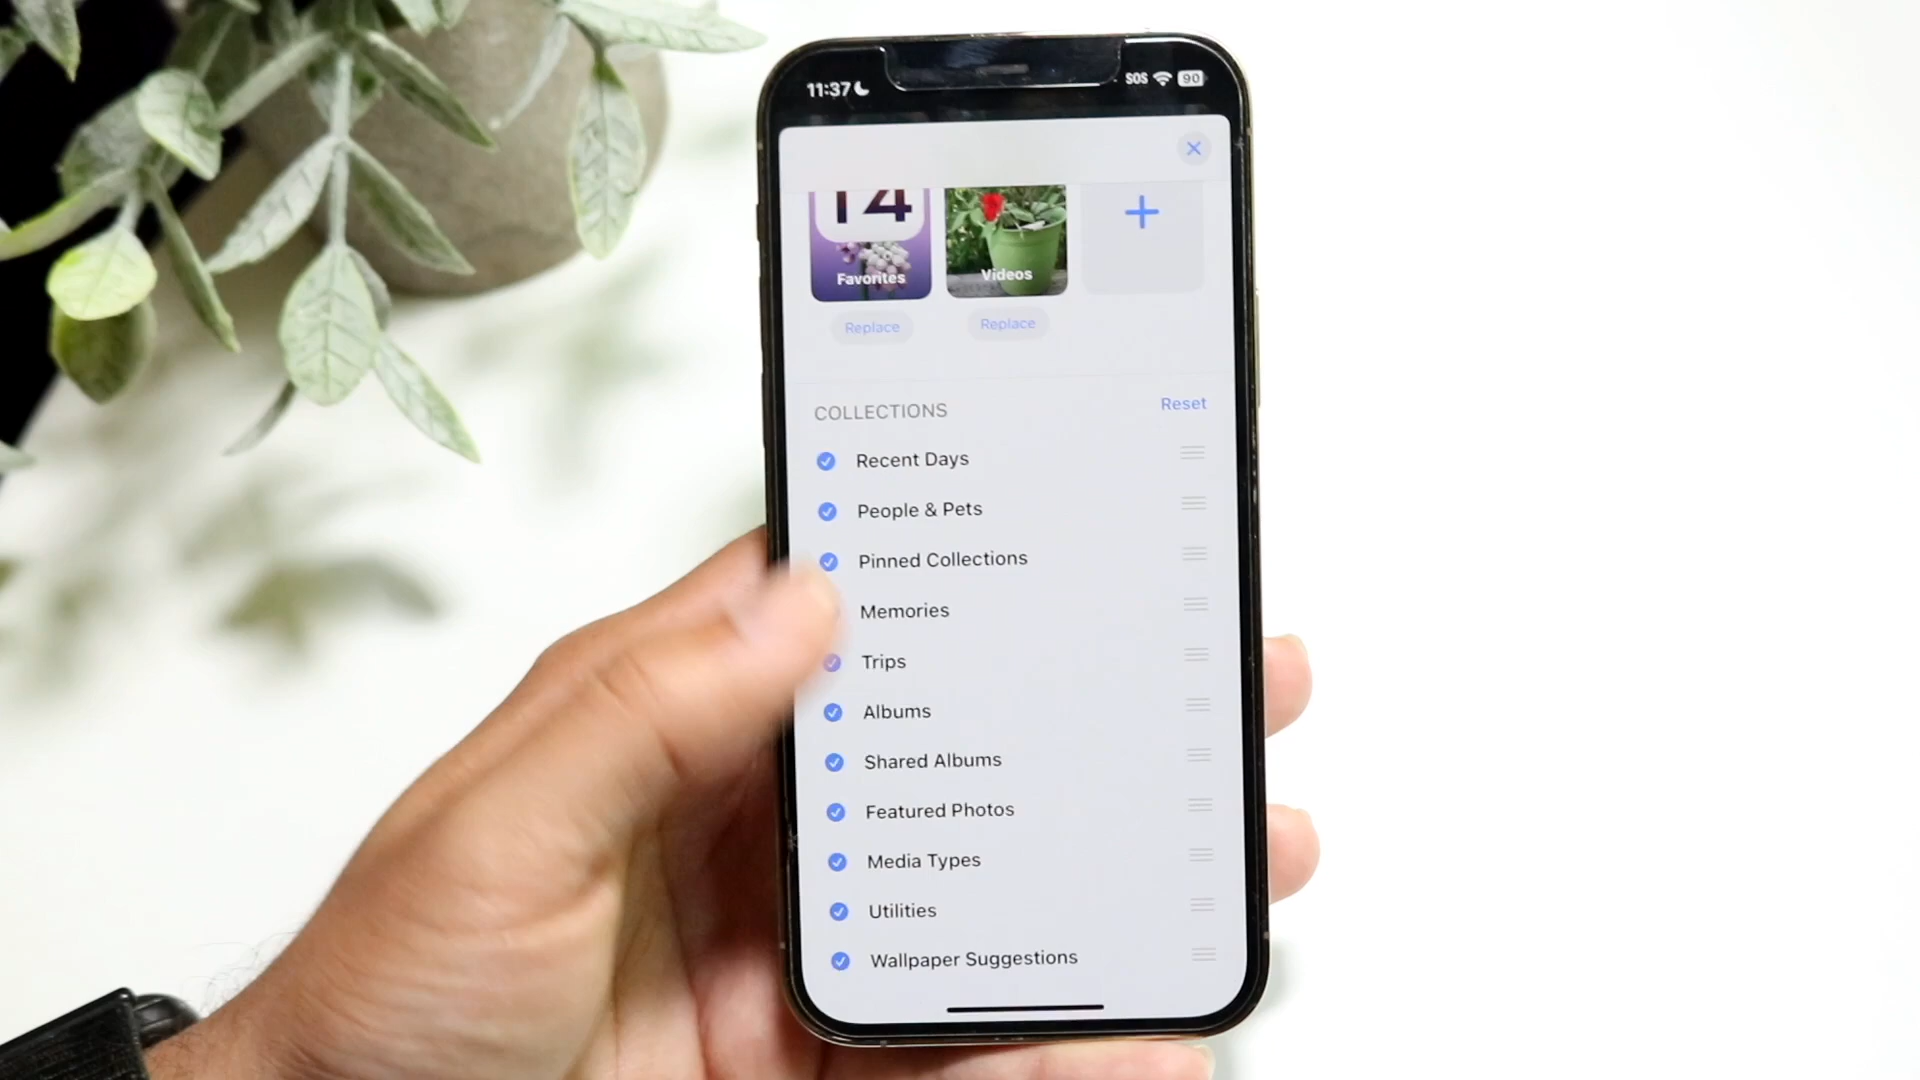 11:37 SOS 90
14
Favorites Videos
Replace Replace
COLLECTIONS Reset
Recent Days
People & Pets
Pinned Collections
Memories
Trips
Albums
Shared Albums
Featured Photos
Media Types
Utilities
Wallpaper Suggestions